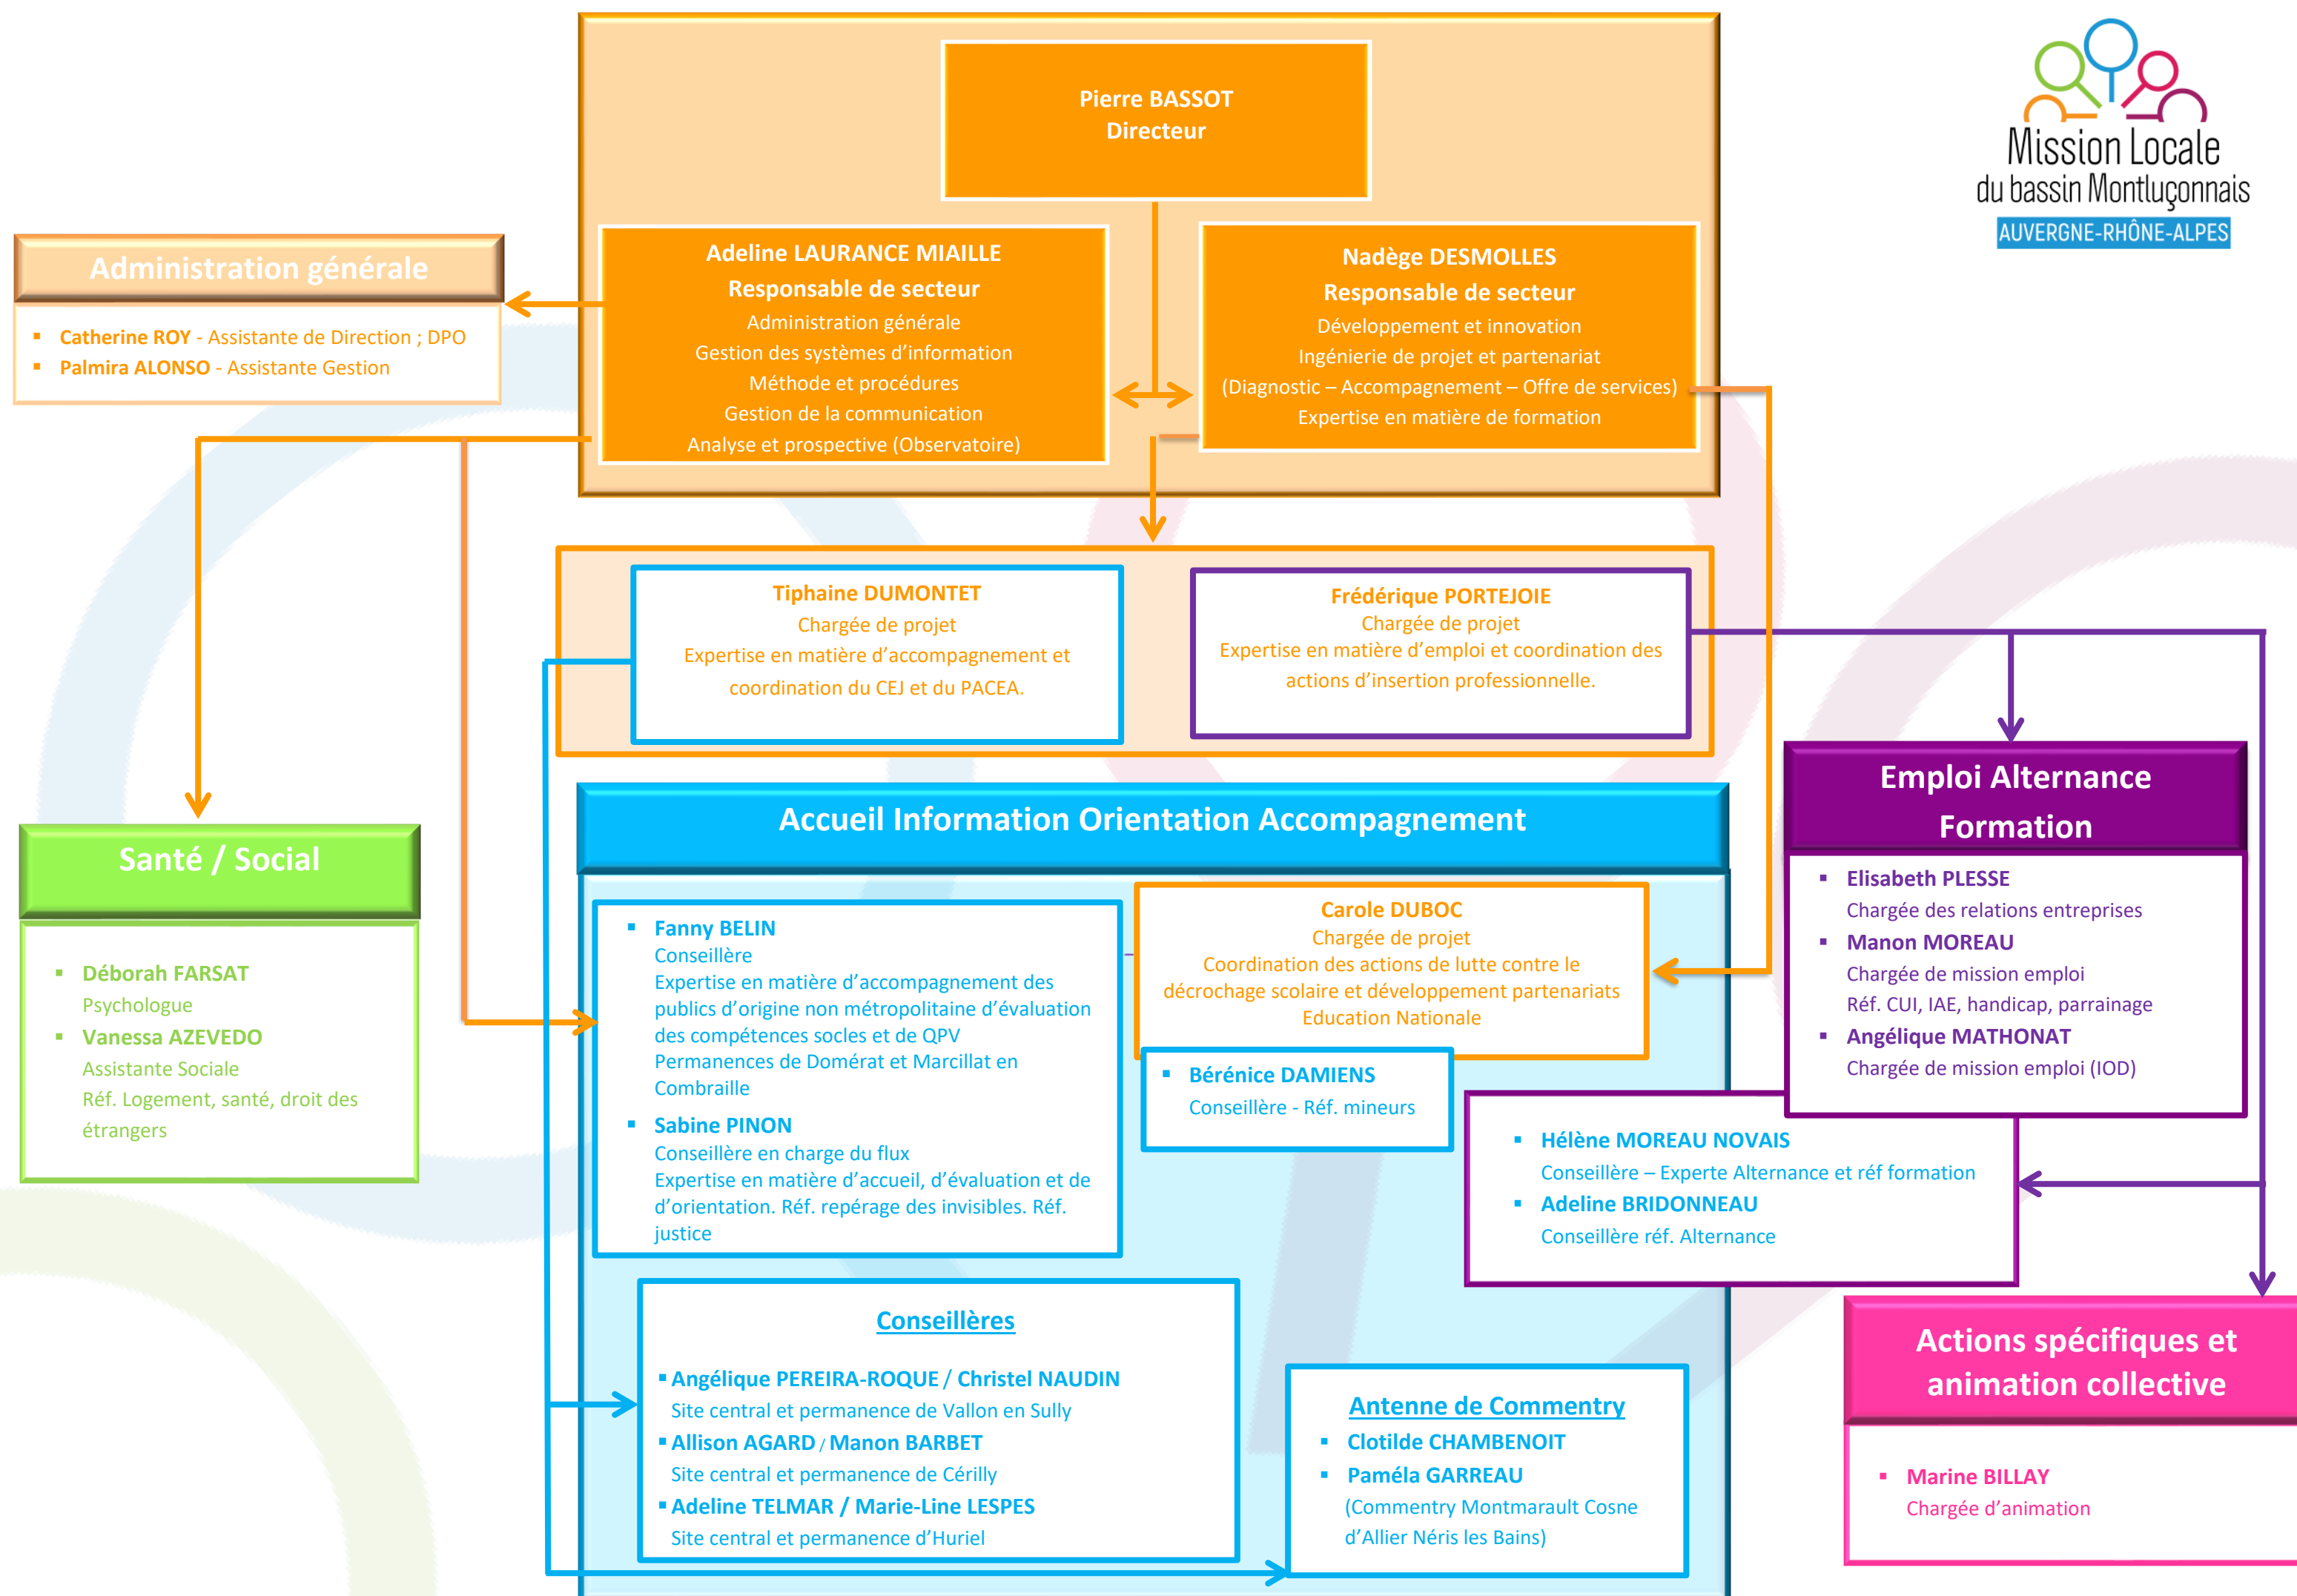 Pierre BASSOT
Directeur
Mission Locale
du bassin Montluçonnais
AUVERGNE-RHÔNE-ALPES
Administration générale
▪ Catherine ROY - Assistante de Direction ; DPO
▪ Palmira ALONSO - Assistante Gestion
Adeline LAURANCE MIAILLE
Responsable de secteur
Administration générale
Gestion des systèmes d'information
Méthode et procédures
Gestion de la communication
Analyse et prospective (Observatoire)
Nadège DESMOLLES
Responsable de secteur
Développement et innovation
Ingénierie de projet et partenariat
(Diagnostic – Accompagnement – Offre de services)
Expertise en matière de formation
Tiphaine DUMONTET
Chargée de projet
Expertise en matière d'accompagnement et
coordination du CEJ et du PACEA.
Frédérique PORTEJOIE
Chargée de projet
Expertise en matière d'emploi et coordination des
actions d'insertion professionnelle.
Santé / Social
▪ Déborah FARSAT
Psychologue
▪ Vanessa AZEVEDO
Assistante Sociale
Réf. Logement, santé, droit des
étrangers
Accueil Information Orientation Accompagnement
▪ Fanny BELIN
Conseillère
Expertise en matière d'accompagnement des
publics d'origine non métropolitaine d'évaluation
des compétences socles et de QPV
Permanences de Domérat et Marcillat en
Combraille
▪ Sabine PINON
Conseillère en charge du flux
Expertise en matière d'accueil, d'évaluation et de
d'orientation. Réf. repérage des invisibles. Réf.
justice
Carole DUBOC
Chargée de projet
Coordination des actions de lutte contre le
décrochage scolaire et développement partenariats
Education Nationale
▪ Bérénice DAMIENS
Conseillère - Réf. mineurs
Emploi Alternance
Formation
▪ Elisabeth PLESSE
Chargée des relations entreprises
▪ Manon MOREAU
Chargée de mission emploi
Réf. CUI, IAE, handicap, parrainage
▪ Angélique MATHONAT
Chargée de mission emploi (IOD)
▪ Hélène MOREAU NOVAIS
Conseillère – Experte Alternance et réf formation
▪ Adeline BRIDONNEAU
Conseillère réf. Alternance
Conseillères
▪ Angélique PEREIRA-ROQUE / Christel NAUDIN
Site central et permanence de Vallon en Sully
▪ Allison AGARD / Manon BARBET
Site central et permanence de Cérilly
▪ Adeline TELMAR / Marie-Line LESPES
Site central et permanence d'Huriel
Antenne de Commentry
▪ Clotilde CHAMBENOIT
▪ Paméla GARREAU
(Commentry Montmarault Cosne
d'Allier Néris les Bains)
Actions spécifiques et
animation collective
▪ Marine BILLAY
Chargée d'animation